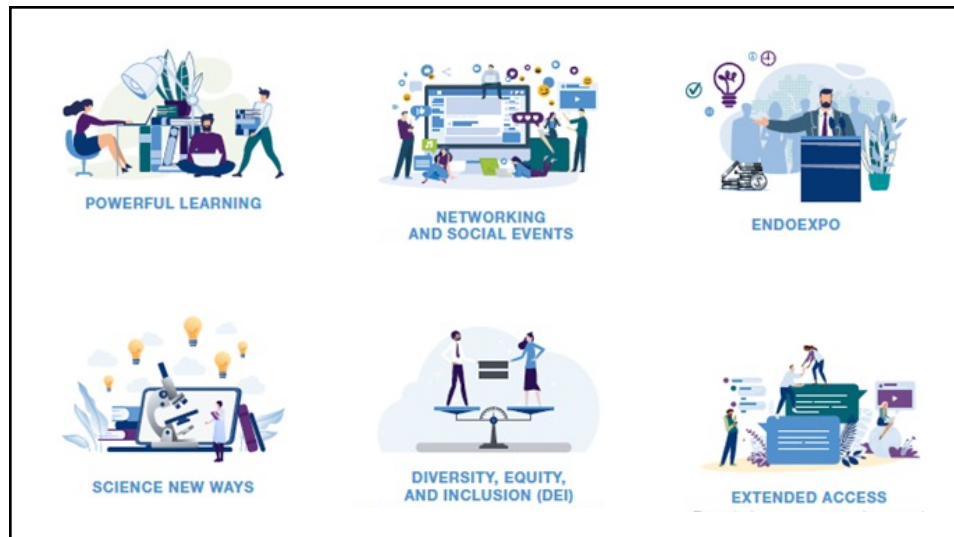 POWERFUL LEARNING
NETWORKING
AND SOCIAL EVENTS
ENDOEXPO
SCIENCE NEW WAYS
DIVERSITY, EQUITY,
AND INCLUSION (DEI)
EXTENDED ACCESS